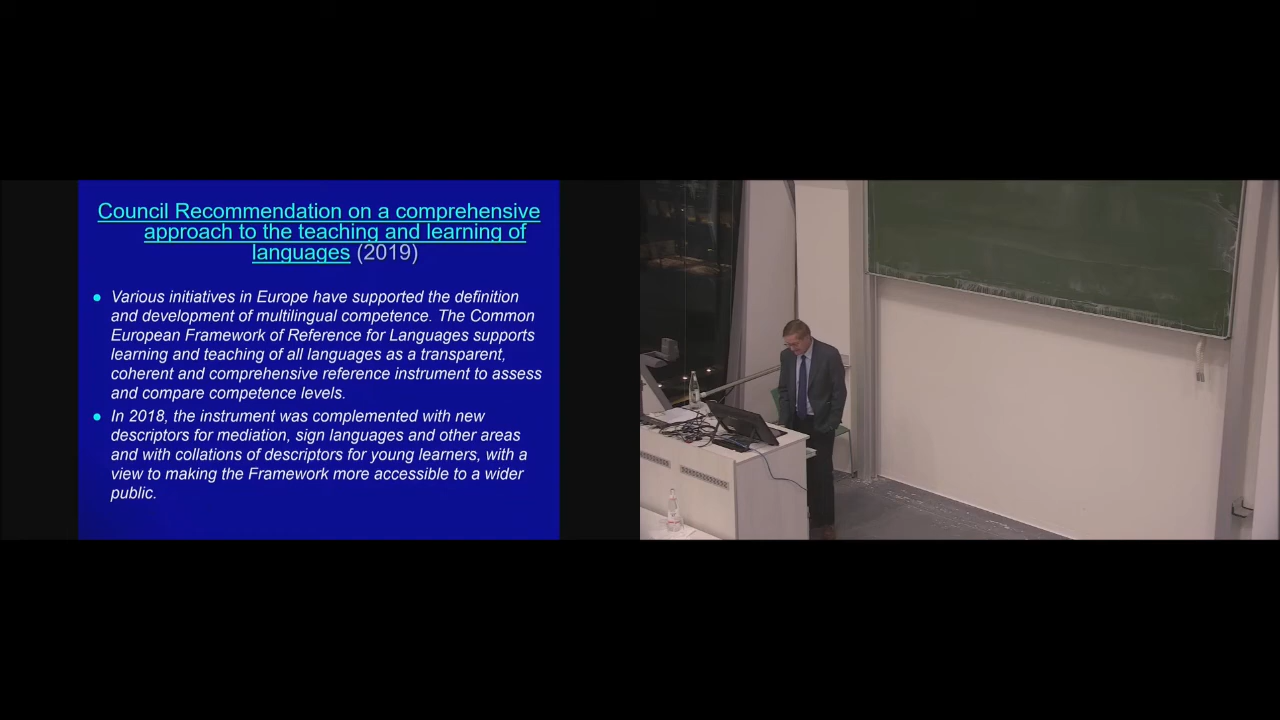 Council Recommendation on a comprehensive
approach to the teaching and learning of
languages (2019)
• Various initiatives in Europe have supported the definition
and development of multilingual competence. The Common
European Framework of Reference for Languages supports
learning and teaching of all languages as a transparent,
coherent and comprehensive reference instrument to assess
and compare competence levels.
• In 2018, the instrument was complemented with new
descriptors for mediation, sign languages and other areas
and with collations of descriptors for young learners, with a
view to making the Framework more accessible to a wider
public.